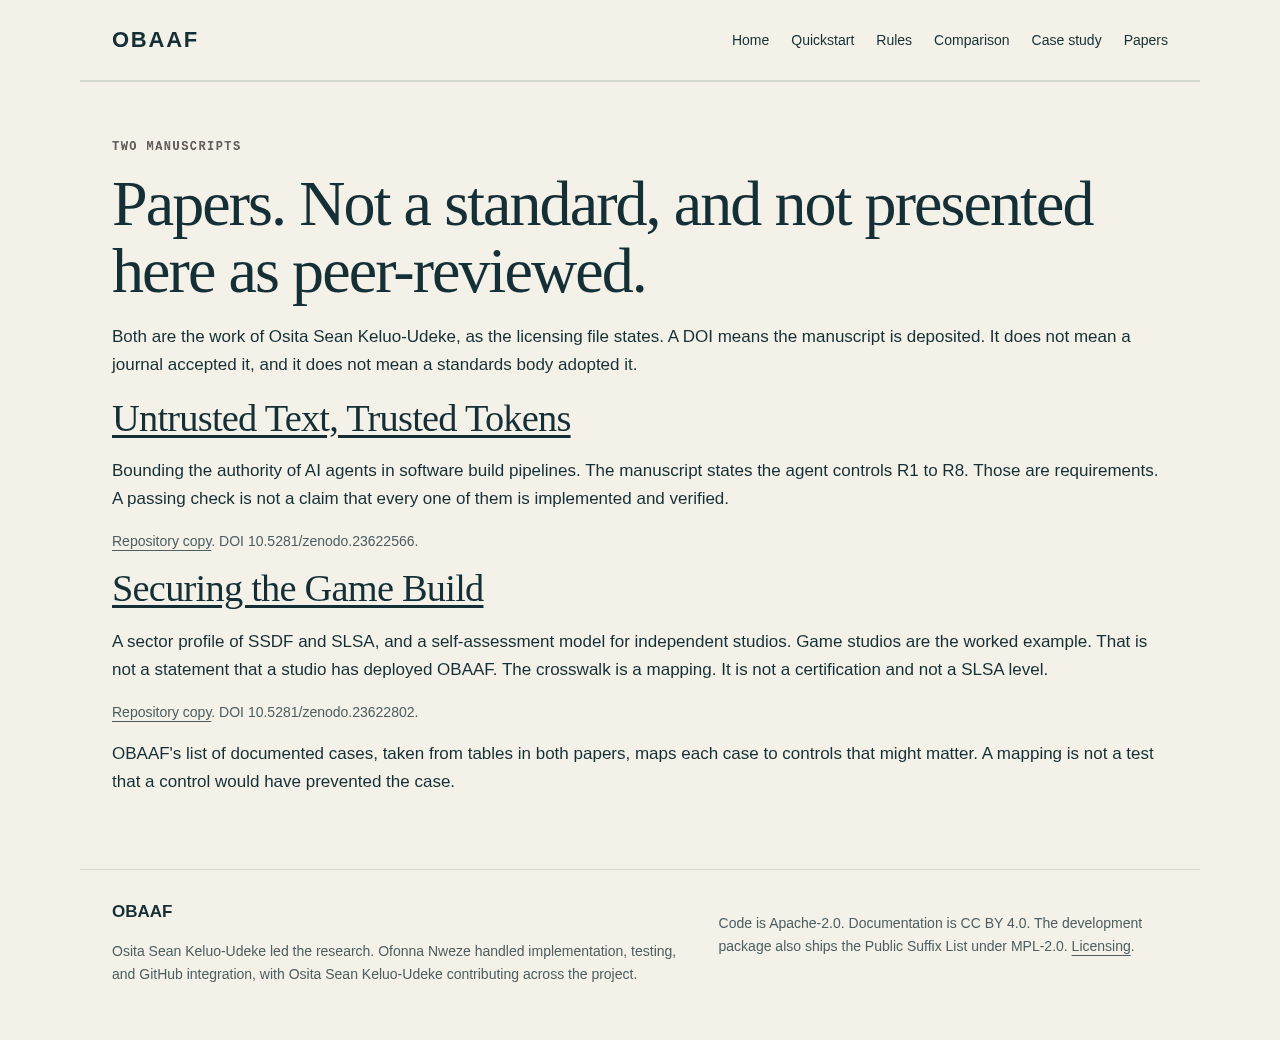 OBAAF
Home Quickstart Rules Comparison Case study Papers
TWO MANUSCRIPTS
Papers. Not a standard, and not presented
here as peer-reviewed.
Both are the work of Osita Sean Keluo-Udeke, as the licensing file states. A DOI means the manuscript is deposited. It does not mean a
journal accepted it, and it does not mean a standards body adopted it.
Untrusted Text, Trusted Tokens
Bounding the authority of AI agents in software build pipelines. The manuscript states the agent controls R1 to R8. Those are requirements.
A passing check is not a claim that every one of them is implemented and verified.
Repository copy. DOI 10.5281/zenodo.23622566.
Securing the Game Build
A sector profile of SSDF and SLSA, and a self-assessment model for independent studios. Game studios are the worked example. That is
not a statement that a studio has deployed OBAAF. The crosswalk is a mapping. It is not a certification and not a SLSA level.
Repository copy. DOI 10.5281/zenodo.23622802.
OBAAF's list of documented cases, taken from tables in both papers, maps each case to controls that might matter. A mapping is not a test
that a control would have prevented the case.
OBAAF
Osita Sean Keluo-Udeke led the research. Ofonna Nweze handled implementation, testing,
and GitHub integration, with Osita Sean Keluo-Udeke contributing across the project.
Code is Apache-2.0. Documentation is CC BY 4.0. The development
package also ships the Public Suffix List under MPL-2.0. Licensing.